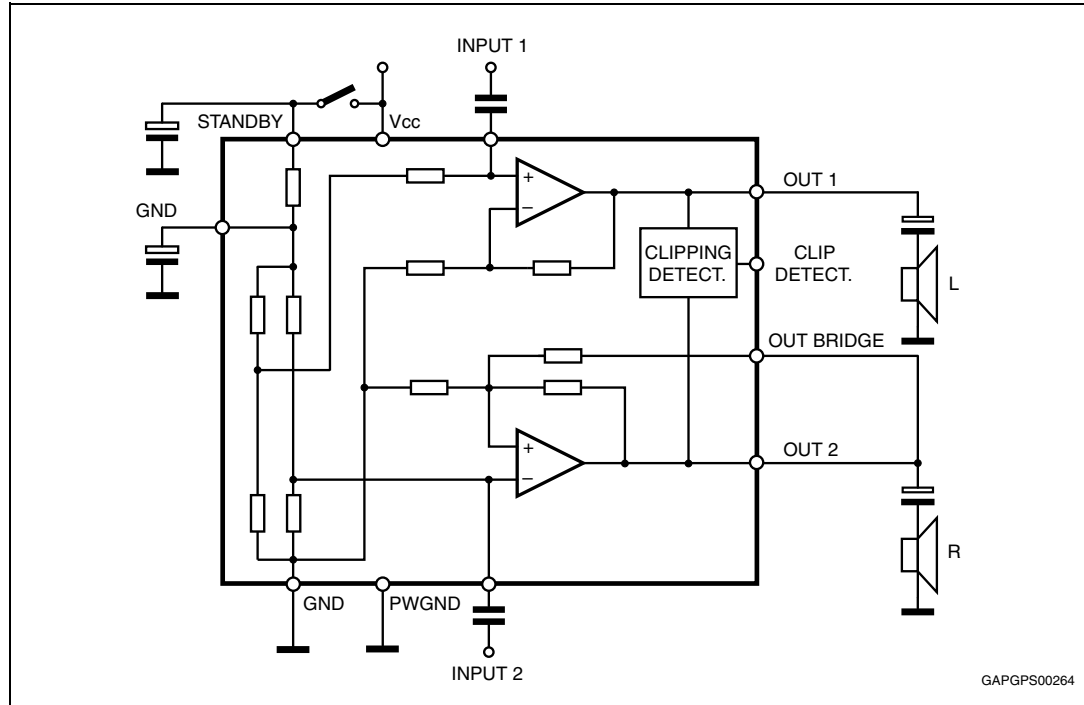 INPUT 1
STANDBY
Vcc
GND
+
−
OUT 1
CLIPPING
DETECT.
CLIP
DETECT.
L
OUT BRIDGE
+
−
OUT 2
R
GND
PWGND
INPUT 2
GAPGPS00264